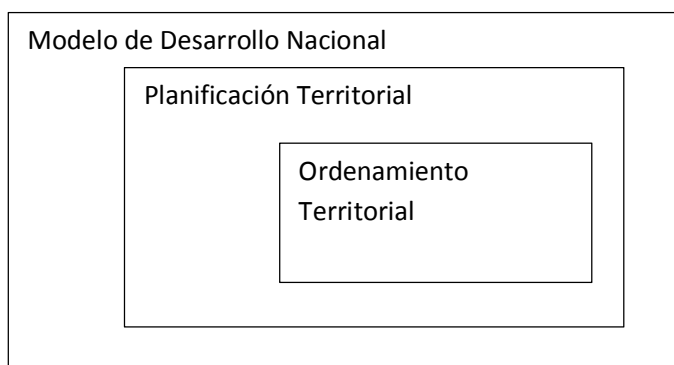 Modelo de Desarrollo Nacional
Planificación Territorial
Ordenamiento
Territorial